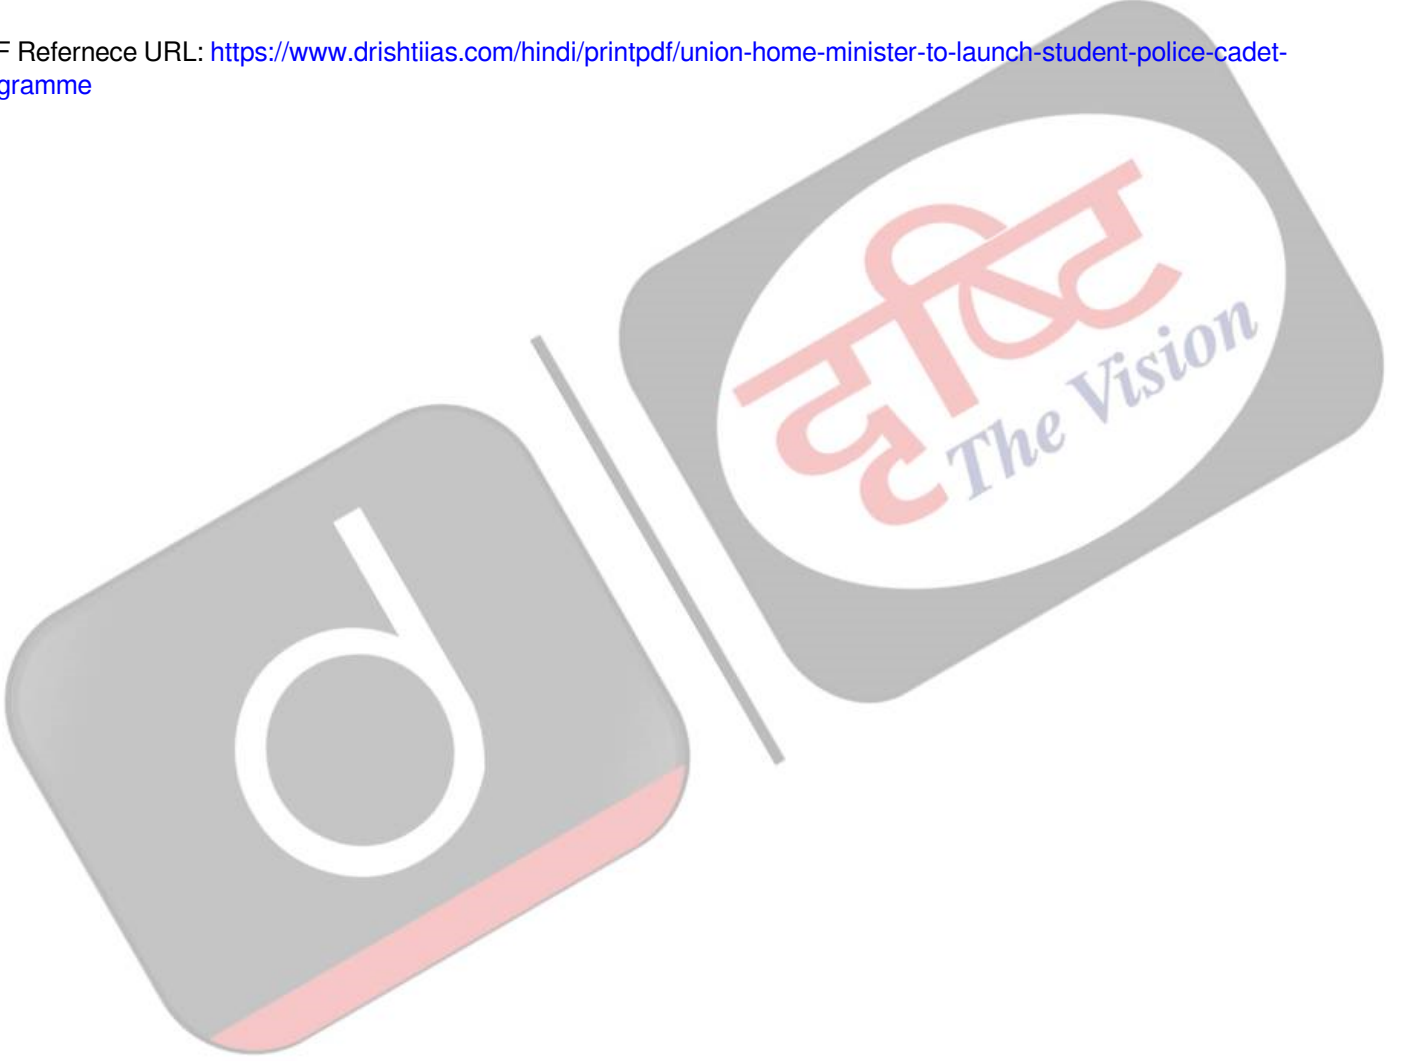 F Refernece URL: https://www.drishtiias.com/hindi/printpdf/union-home-minister-to-launch-student-police-cadet-
gramme
दृष्टि
The Vision
d